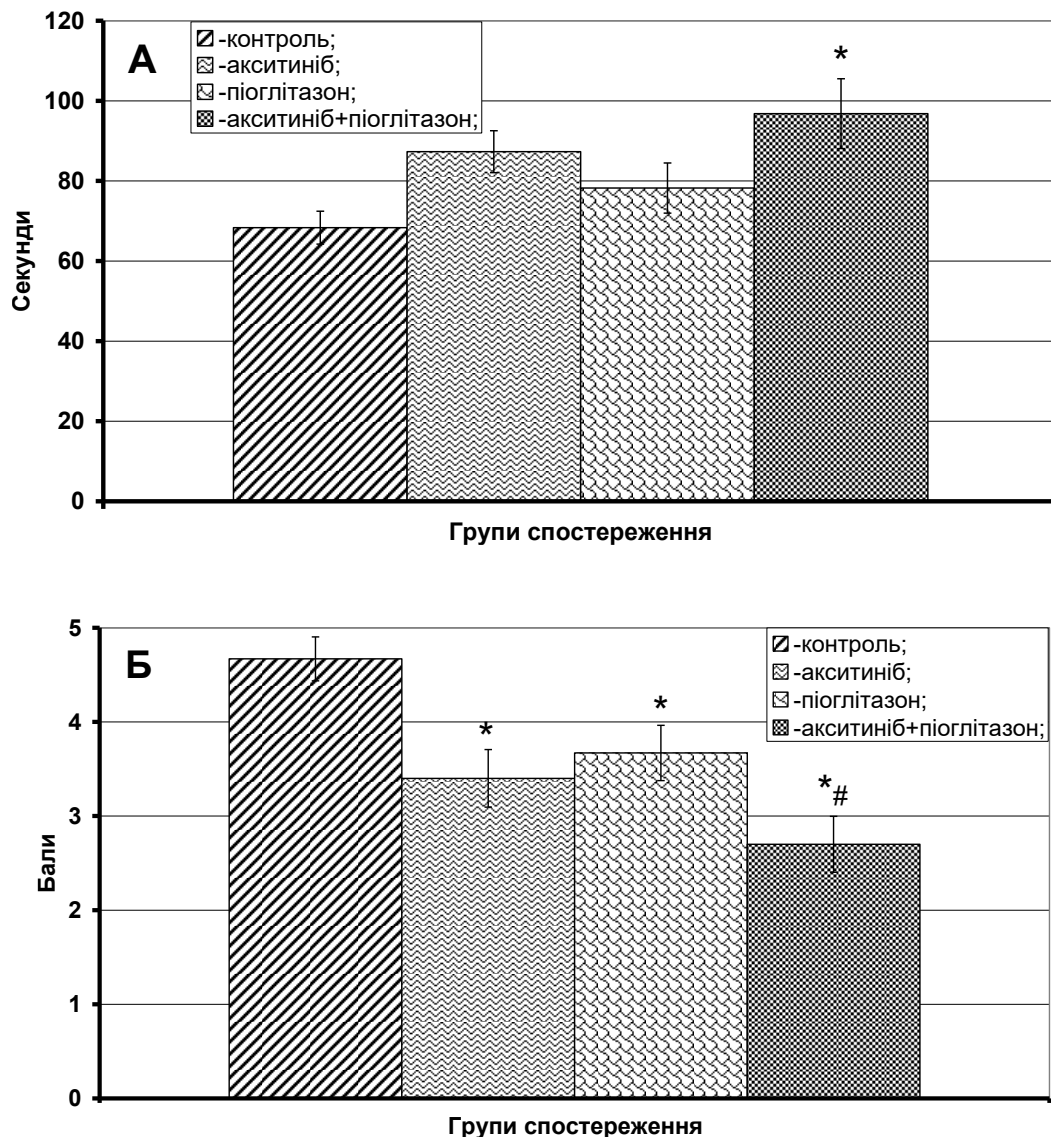 120
100
80
60
40
20
0
Секунди
А
-контроль;
-акситиніб;
-піоглітазон;
-акситиніб+піоглітазон;
*
Групи спостереження
5
4
3
2
1
0
Бали
Б
-контроль;
-акситиніб;
-піоглітазон;
-акситиніб+піоглітазон;
*
*
*#
Групи спостереження